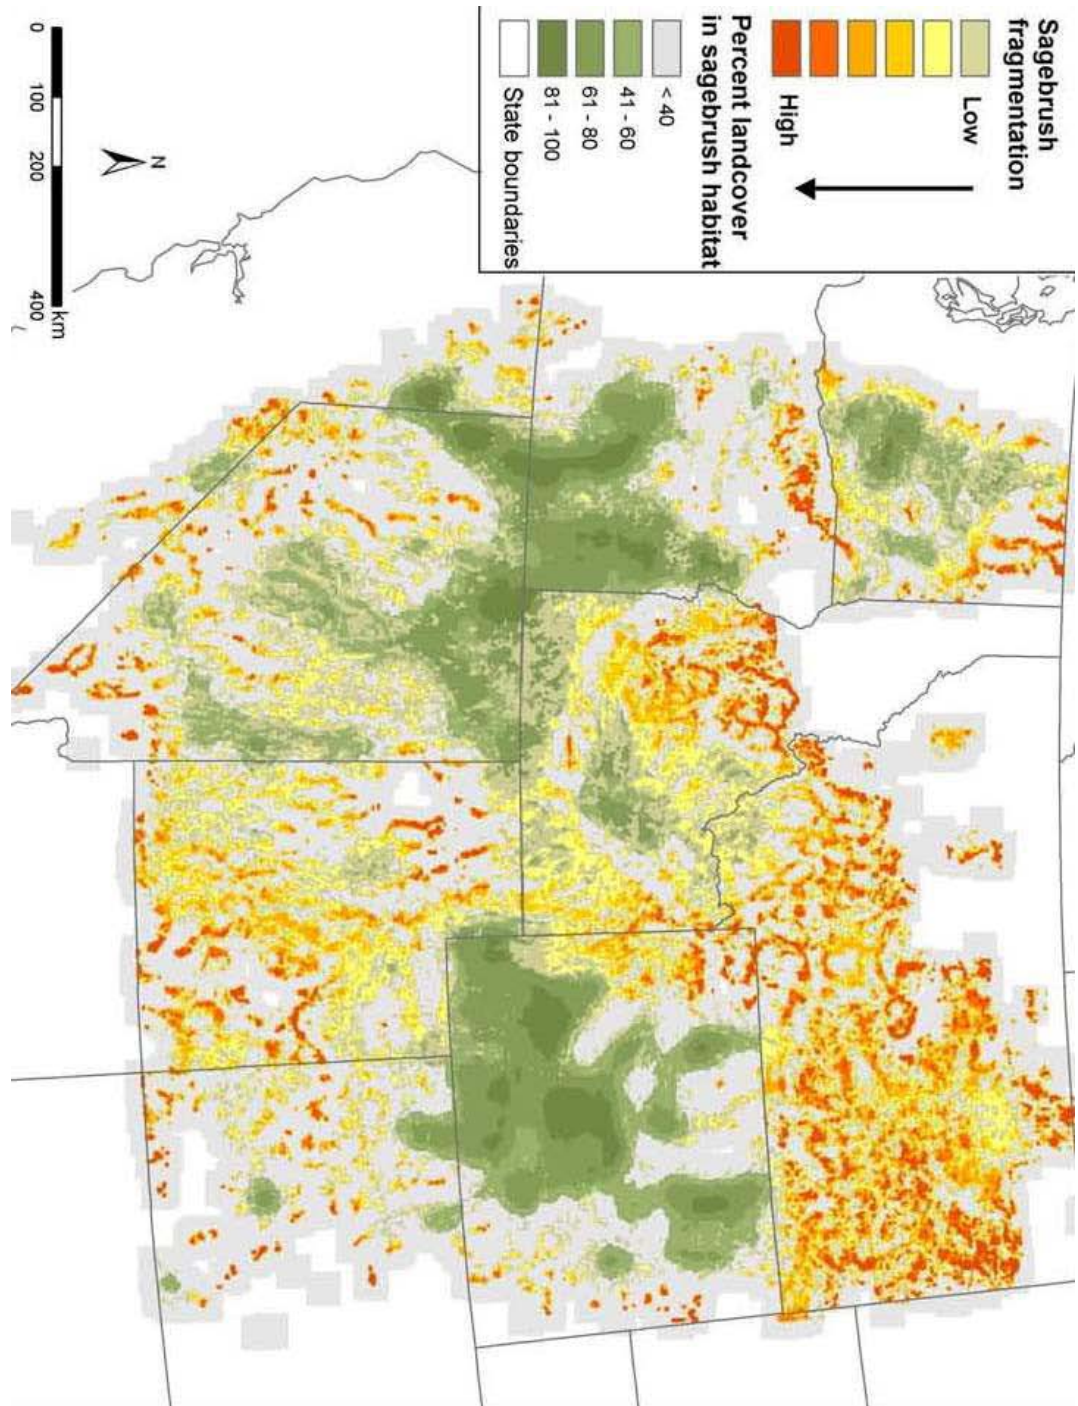 Sagebrush
fragmentation
Low
High
Percent landcover
in sagebrush habitat
< 40
41 - 60
61 - 80
81 - 100
State boundaries
N
0 100 200 400
km